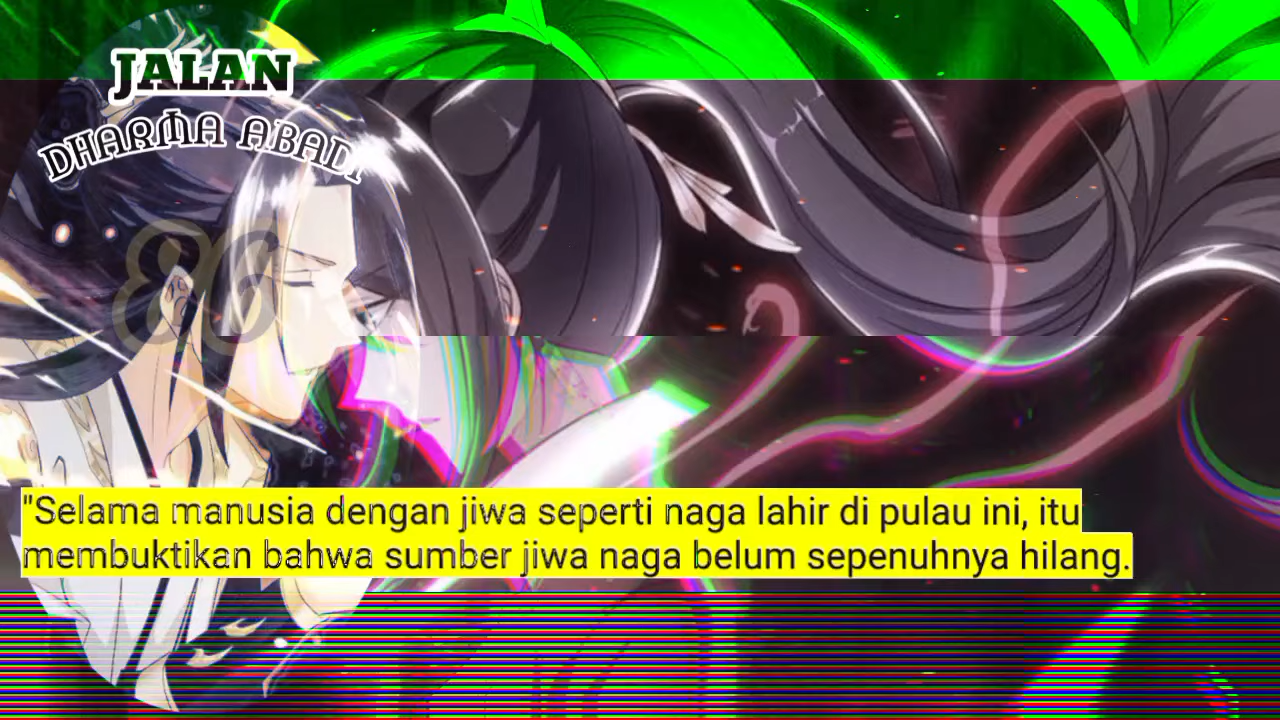 JALAN
DHARMA ABADI
86
"Selama manusia dengan jiwa seperti naga lahir di pulau ini, itu
membuktikan bahwa sumber jiwa naga belum sepenuhnya hilang.